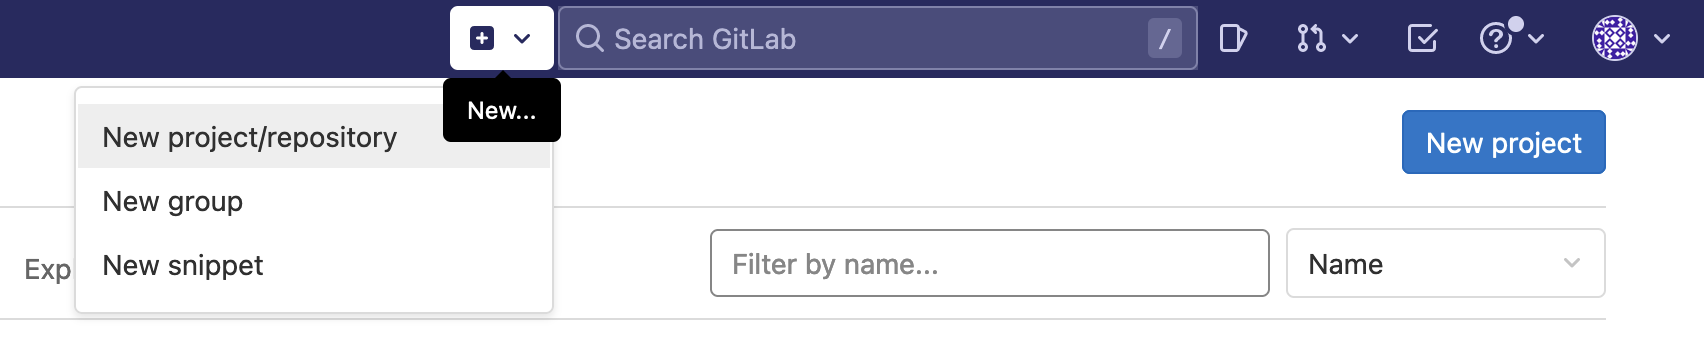 Search GitLab /
New...
New project/repository
New project
New group
New snippet
Exp
Filter by name...
Name